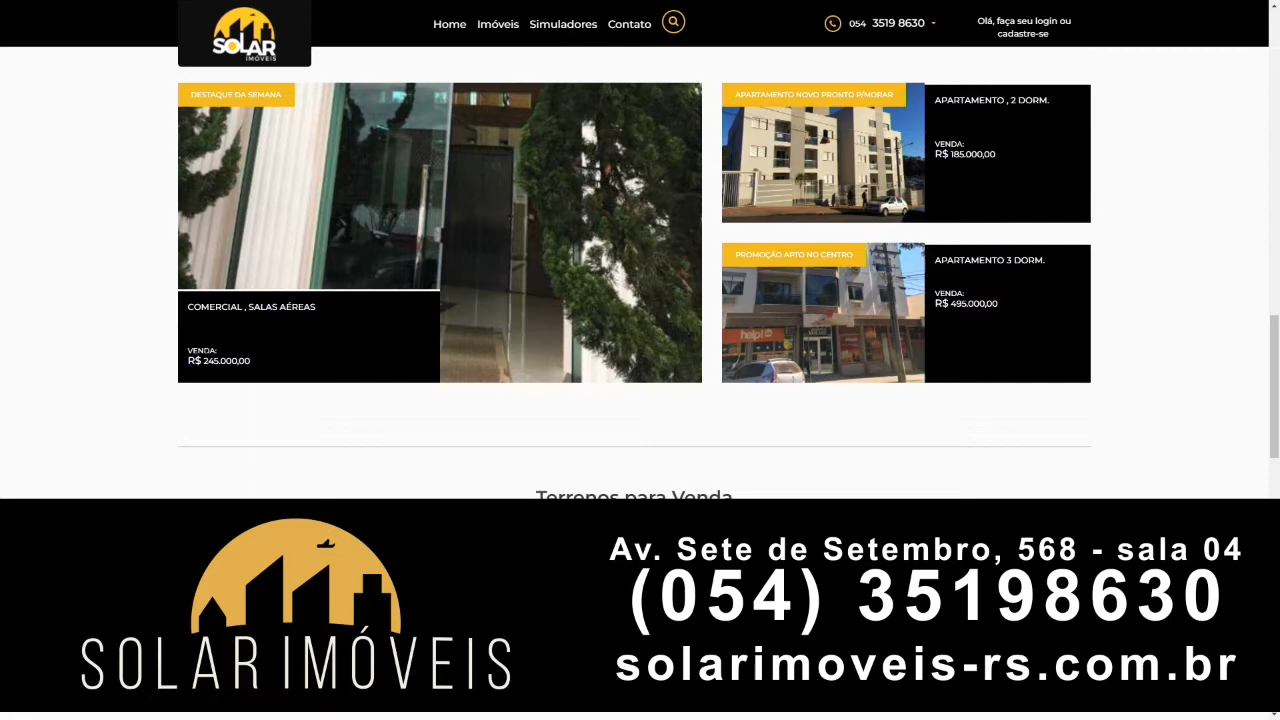 SOLAR
IMOVEIS
Home Imóveis Simuladores Contato
054 3519 8630
Olá, faça seu login ou
cadastre-se
DESTAQUE DA SEMANA
COMERCIAL , SALAS AÉREAS
VENDA:
R$ 245.000,00
APARTAMENTO NOVO PRONTO P/MORAR
APARTAMENTO , 2 DORM.
VENDA:
R$ 185.000,00
PROMOÇÃO APTO NO CENTRO
help!
APARTAMENTO 3 DORM.
VENDA:
R$ 495.000,00
Terrenos para Venda
SOLAR IMÓVEIS
Av. Sete de Setembro, 568 - sala 04
(054) 35198630
solarimoveis-rs.com.br